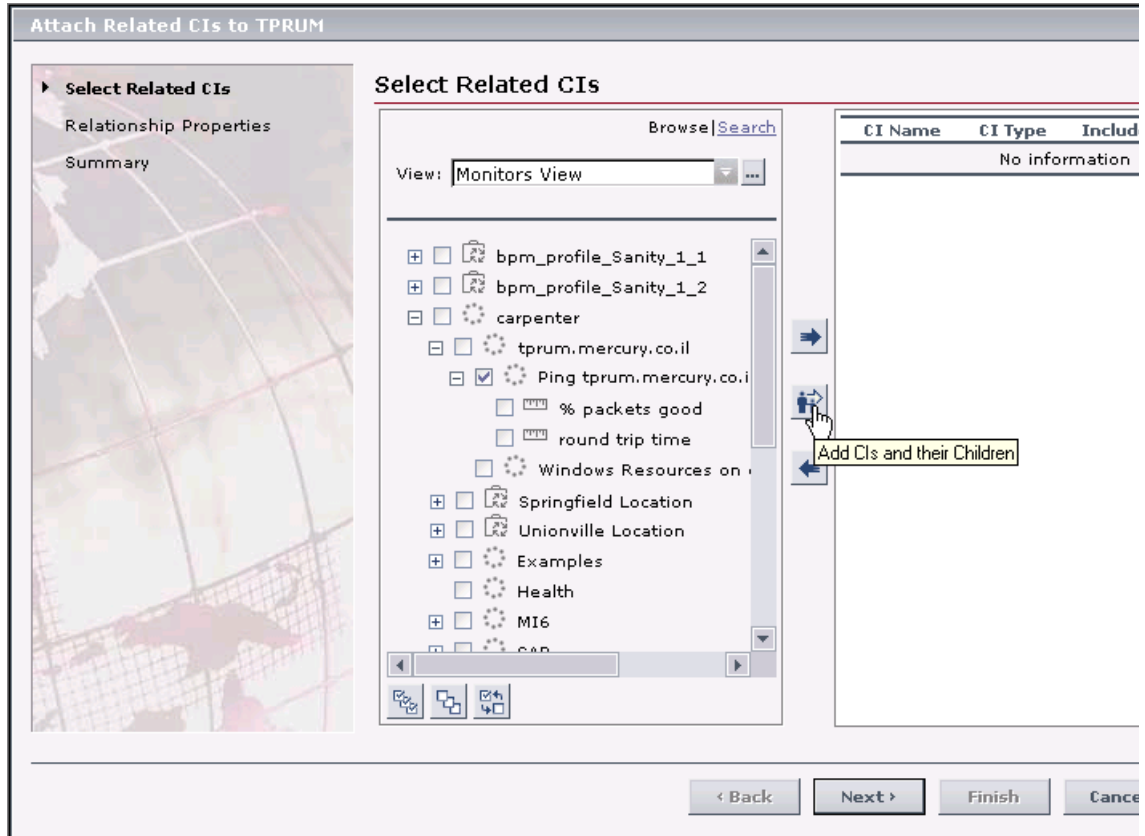 Attach Related CIs to TPRUM
Select Related CIs
Relationship Properties
Summary
Select Related CIs
Browse|Search
View: Monitors View
...
bpm_profile_Sanity_1_1
bpm_profile_Sanity_1_2
carpenter
tprum.mercury.co.il
Ping tprum.mercury.co.i
% packets good
round trip time
Windows Resources on
Springfield Location
Unionville Location
Examples
Health
MI6
SAP
CI Name CI Type Includ
No information
Add CIs and their Children
< Back Next > Finish Cance